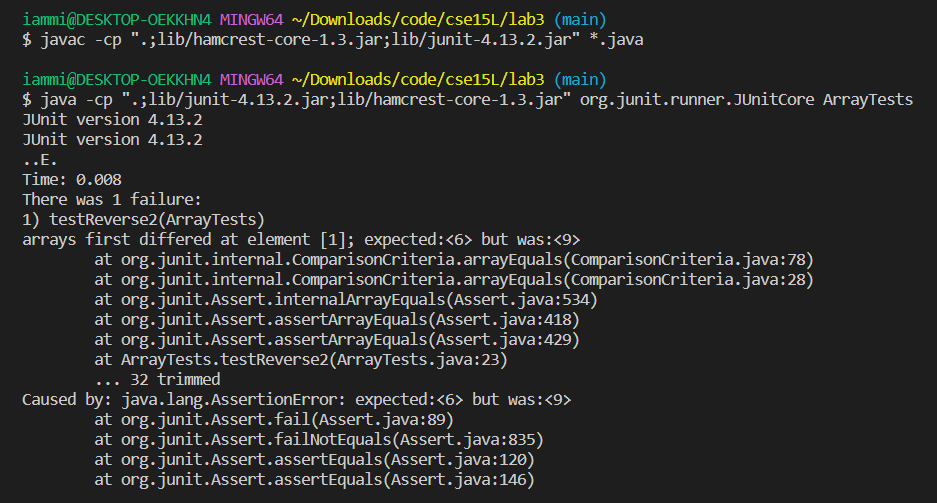 iammi@DESKTOP-OEKKHN4 MINGW64 ~/Downloads/code/cse15L/lab3 (main)
$ javac -cp ".;lib/hamcrest-core-1.3.jar;lib/junit-4.13.2.jar" *.java
iammi@DESKTOP-OEKKHN4 MINGW64 ~/Downloads/code/cse15L/lab3 (main)
$ java -cp ".;lib/junit-4.13.2.jar;lib/hamcrest-core-1.3.jar" org.junit.runner.JUnitCore ArrayTests
JUnit version 4.13.2
JUnit version 4.13.2
..E.
Time: 0.008
There was 1 failure:
1) testReverse2(ArrayTests)
arrays first differed at element [1]; expected:<6> but was:<9>
        at org.junit.internal.ComparisonCriteria.arrayEquals(ComparisonCriteria.java:78)
        at org.junit.internal.ComparisonCriteria.arrayEquals(ComparisonCriteria.java:28)
        at org.junit.Assert.internalArrayEquals(Assert.java:534)
        at org.junit.Assert.assertArrayEquals(Assert.java:418)
        at org.junit.Assert.assertArrayEquals(Assert.java:429)
        at ArrayTests.testReverse2(ArrayTests.java:23)
        ... 32 trimmed
Caused by: java.lang.AssertionError: expected:<6> but was:<9>
        at org.junit.Assert.fail(Assert.java:89)
        at org.junit.Assert.failNotEquals(Assert.java:835)
        at org.junit.Assert.assertEquals(Assert.java:120)
        at org.junit.Assert.assertEquals(Assert.java:146)